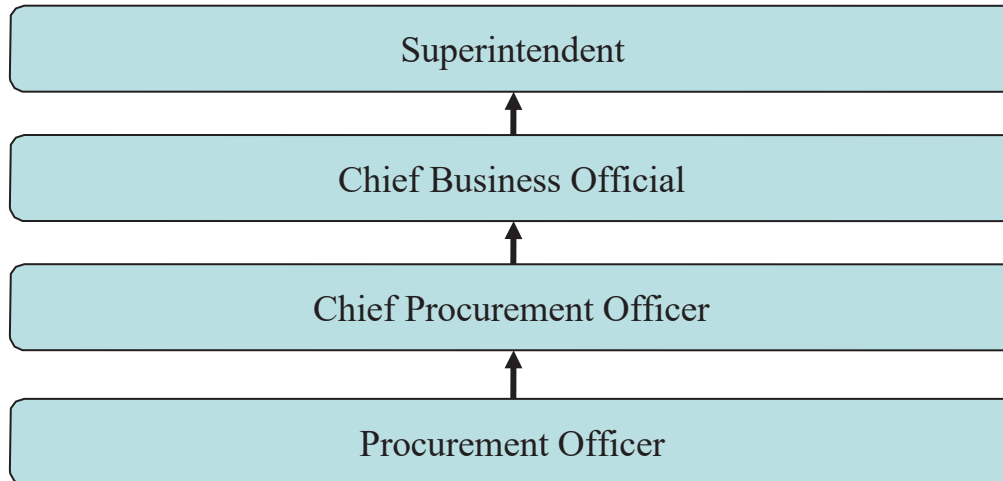 Superintendent
Chief Business Official
Chief Procurement Officer
Procurement Officer